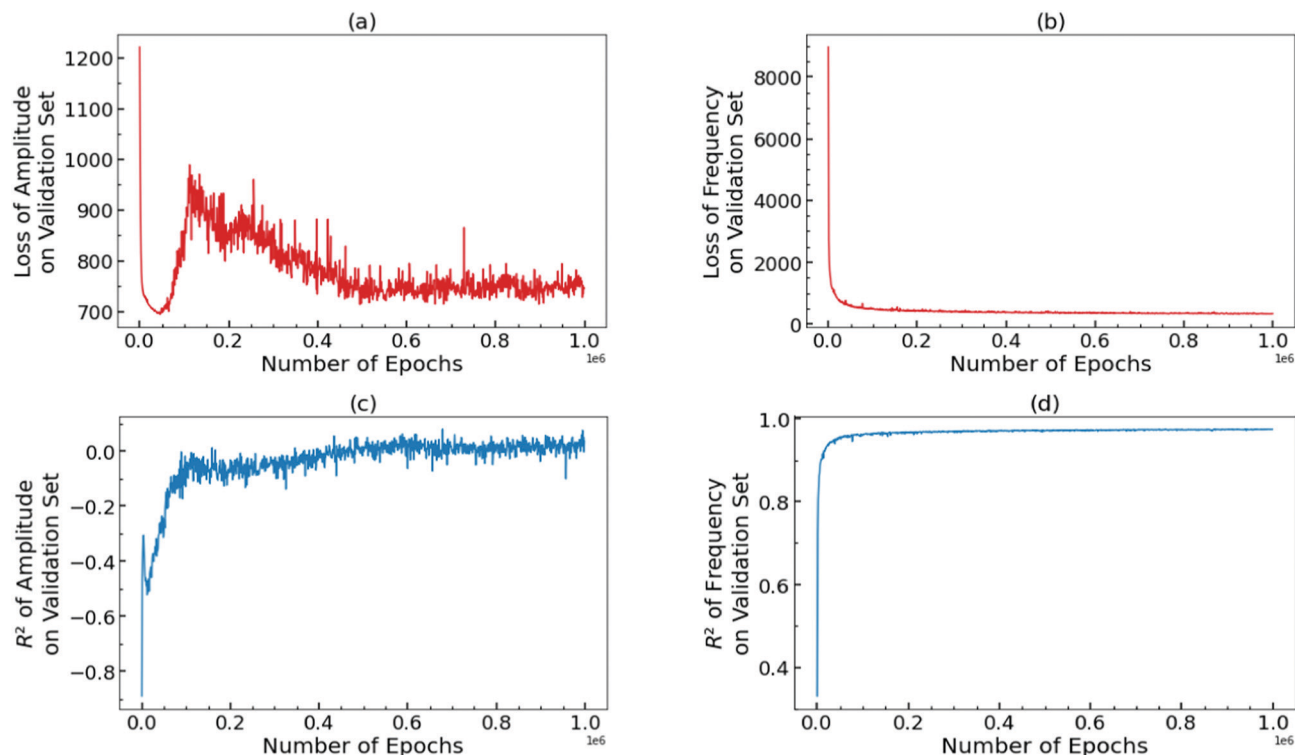 (a)
Loss of Amplitude
on Validation Set
1200
1100
1000
900
800
700
0.0 0.2 0.4 0.6 0.8 1.0
1e6
Number of Epochs
(b)
Loss of Frequency
on Validation Set
8000
6000
4000
2000
0
0.0 0.2 0.4 0.6 0.8 1.0
1e6
Number of Epochs
(c)
R² of Amplitude
on Validation Set
0.0
−0.2
−0.4
−0.6
−0.8
0.0 0.2 0.4 0.6 0.8 1.0
1e6
Number of Epochs
(d)
R² of Frequency
on Validation Set
1.0
0.8
0.6
0.4
0.0 0.2 0.4 0.6 0.8 1.0
1e6
Number of Epochs